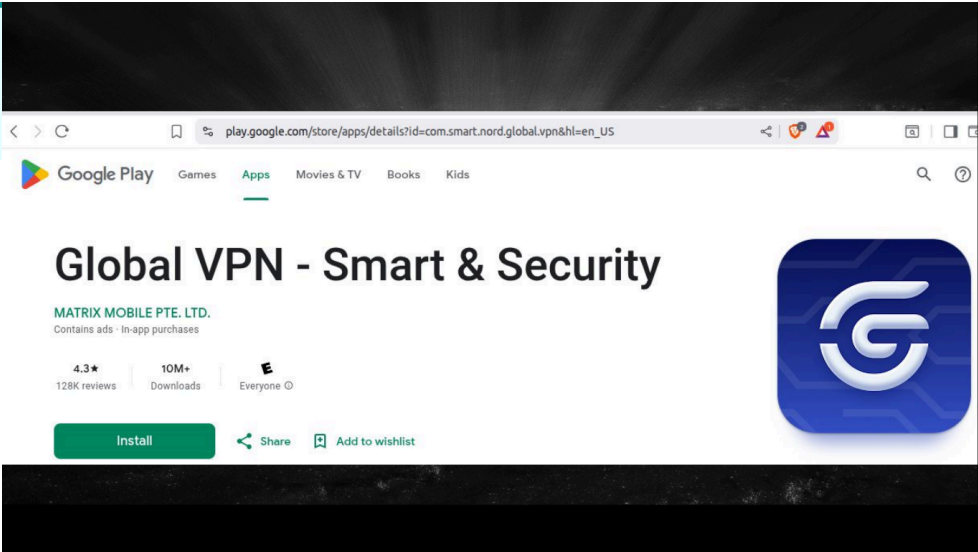 play.google.com/store/apps/details?id=com.smart.nord.global.vpn&hl=en_US
Google Play Games Apps Movies & TV Books Kids
Global VPN - Smart & Security
MATRIX MOBILE PTE. LTD.
Contains ads · In-app purchases
4.3★ 10M+ E
128K reviews Downloads Everyone
Install Share Add to wishlist